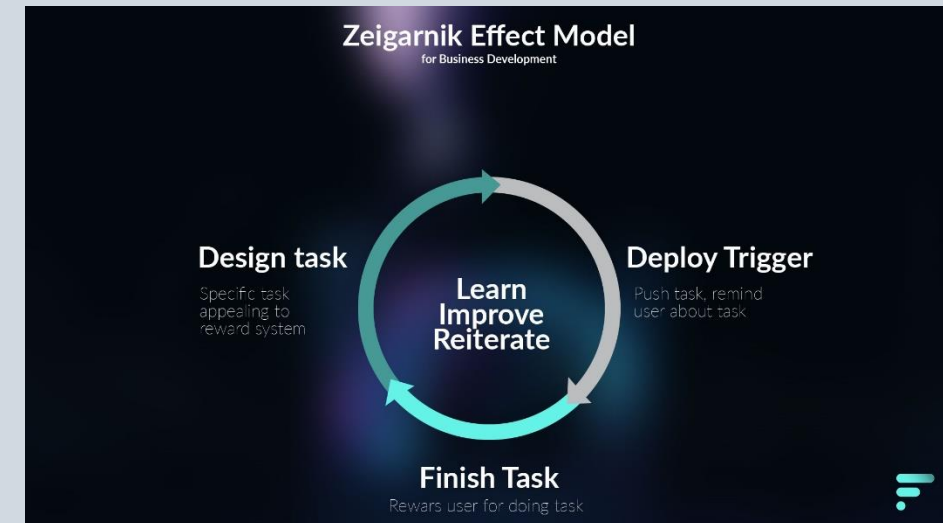 Zeigarnik Effect Model
for Business Development
Design task
Specific task
appealing to
reward system
Deploy Trigger
Push task, remind
user about task
Learn
Improve
Reiterate
Finish Task
Rewars user for doing task